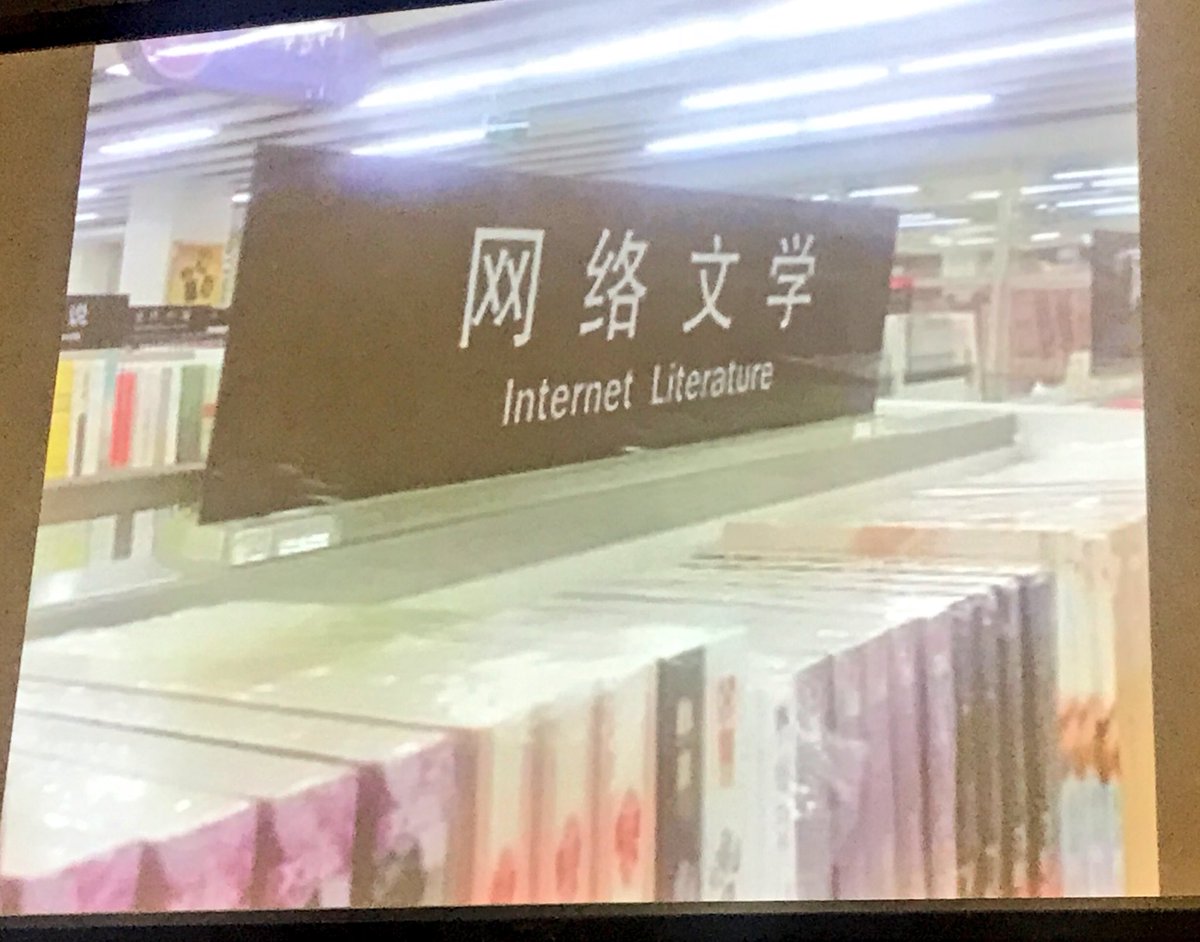 网络文学
Internet Literature